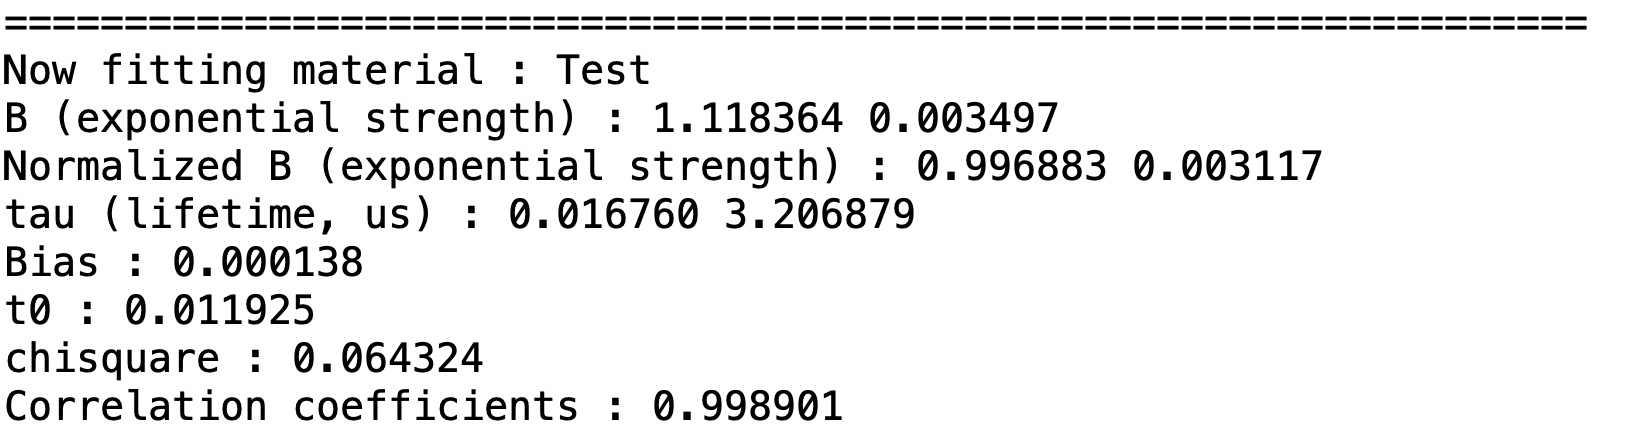 ==================================================================
Now fitting material : Test
B (exponential strength) : 1.118364 0.003497
Normalized B (exponential strength) : 0.996883 0.003117
tau (lifetime, us) : 0.016760 3.206879
Bias : 0.000138
t0 : 0.011925
chisquare : 0.064324
Correlation coefficients : 0.998901